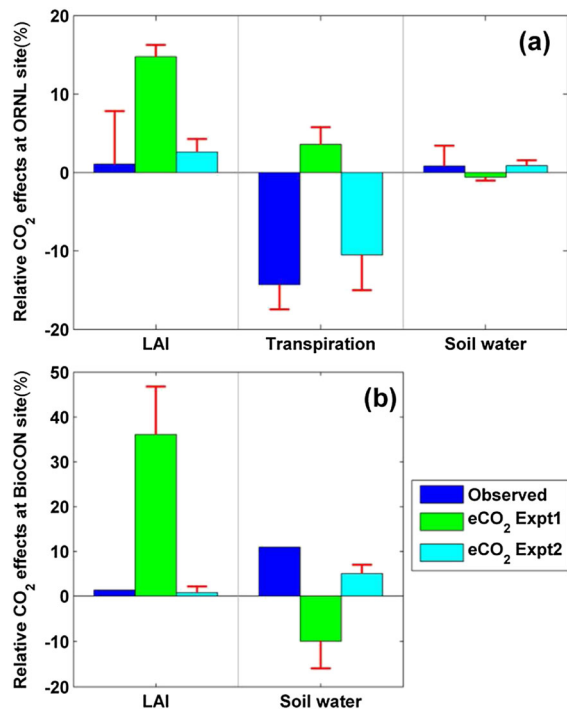 (a)
Relative CO₂ effects at ORNL site(%)
20
10
0
-10
-20
LAI Transpiration Soil water
(b)
Relative CO₂ effects at BioCON site(%)
50
40
30
20
10
0
-10
-20
LAI Soil water
Observed
eCO₂ Expt1
eCO₂ Expt2